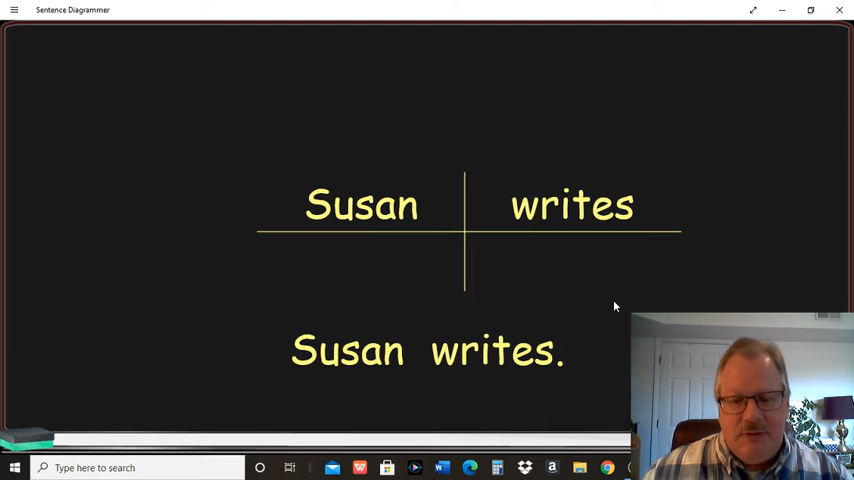 Sentence Diagrammer
Susan writes
Susan writes.
Type here to search